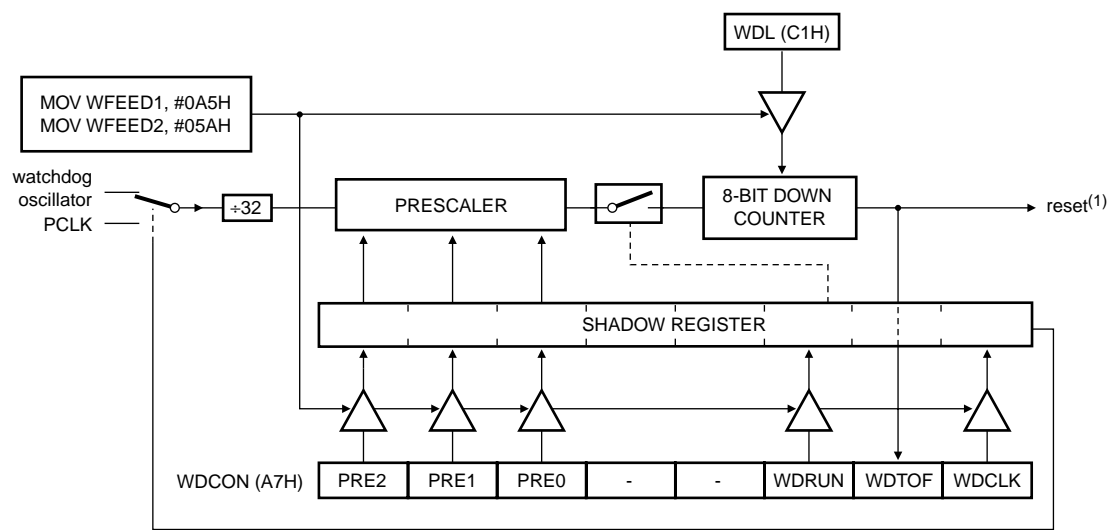 WDL (C1H)
MOV WFEED1, #0A5H
MOV WFEED2, #05AH
watchdog
oscillator
PCLK
÷32
PRESCALER
8-BIT DOWN
COUNTER
reset(1)
SHADOW REGISTER
WDCON (A7H)
PRE2
PRE1
PRE0
-
-
WDRUN
WDTOF
WDCLK